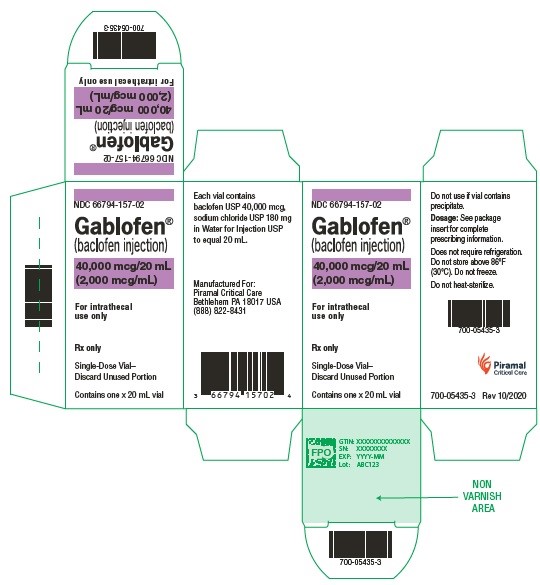 700-05435-3
For intrathecal use only
40,000 mcg/20 mL
(2,000 mcg/mL)
Gablofen®
(baclofen injection)
NDC 66794-157-02
NDC 66794-157-02
Gablofen®
(baclofen injection)
40,000 mcg/20 mL
(2,000 mcg/mL)
For intrathecal
use only
Rx only
Single-Dose Vial–
Discard Unused Portion
Contains one x 20 mL vial
Each vial contains
baclofen USP 40,000 mcg,
sodium chloride USP 180 mg
in Water for Injection USP
to equal 20 mL.
Manufactured For:
Piramal Critical Care
Bethlehem PA 18017 USA
(888) 822-8431
3 66794 15702 4
NDC 66794-157-02
Gablofen®
(baclofen injection)
40,000 mcg/20 mL
(2,000 mcg/mL)
For intrathecal
use only
Rx only
Single-Dose Vial–
Discard Unused Portion
Contains one x 20 mL vial
Do not use if vial contains
precipitate.
Dosage: See package
insert for complete
prescribing information.
Does not require refrigeration.
Do not store above 86°F
(30°C). Do not freeze.
Do not heat-sterilize.
700-05435-3
Piramal
Critical Care
700-05435-3 Rev 10/2020
FPO
GTIN: XXXXXXXXXXXXXX
SN: XXXXXXXX
EXP: YYYY-MM
Lot: ABC123
NON
VARNISH
AREA
700-05435-3